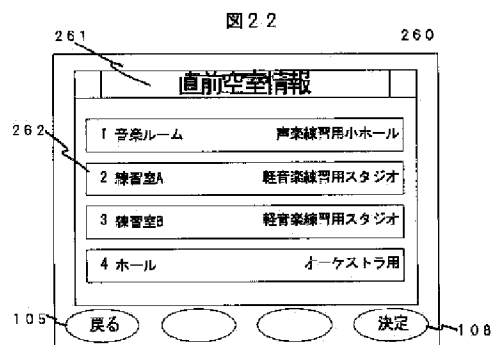 図22
261
260
直前空室情報
262
1 音楽ルーム 声楽練習用小ホール
2 練習室A 軽音楽練習用スタジオ
3 練習室B 軽音楽練習用スタジオ
4 ホール オーケストラ用
105
戻る
決定
108